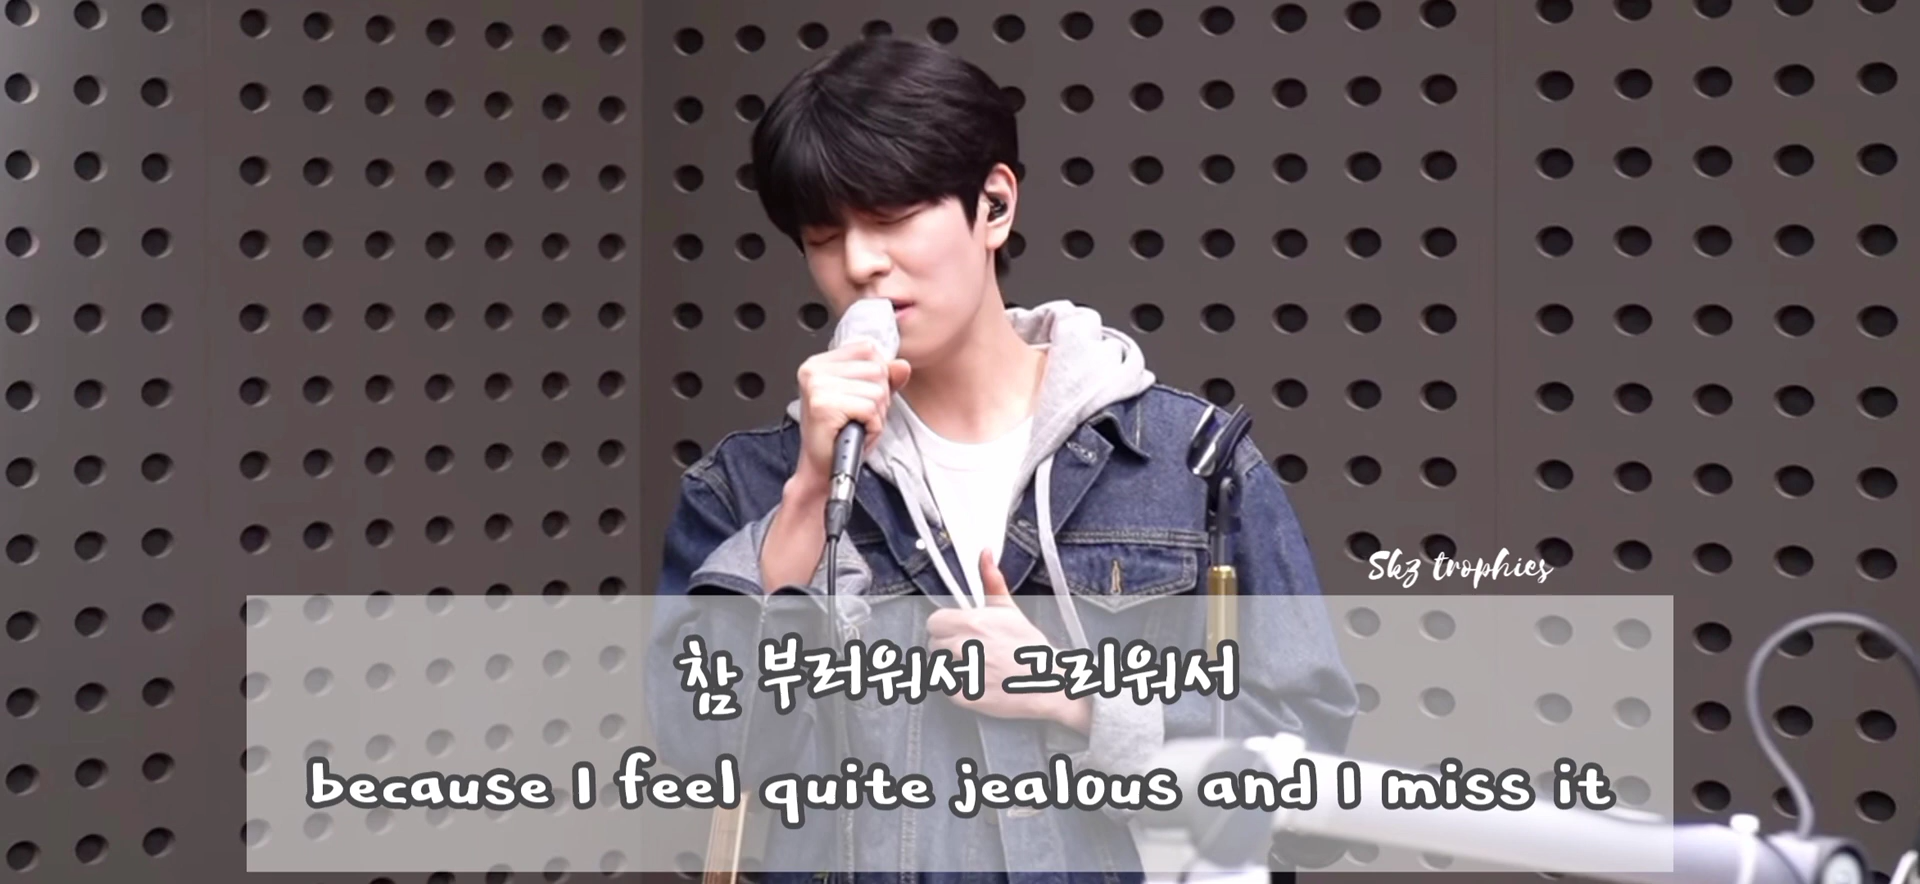 Skz trophies
참 부러워서 그리워서
because I feel quite jealous and I miss it